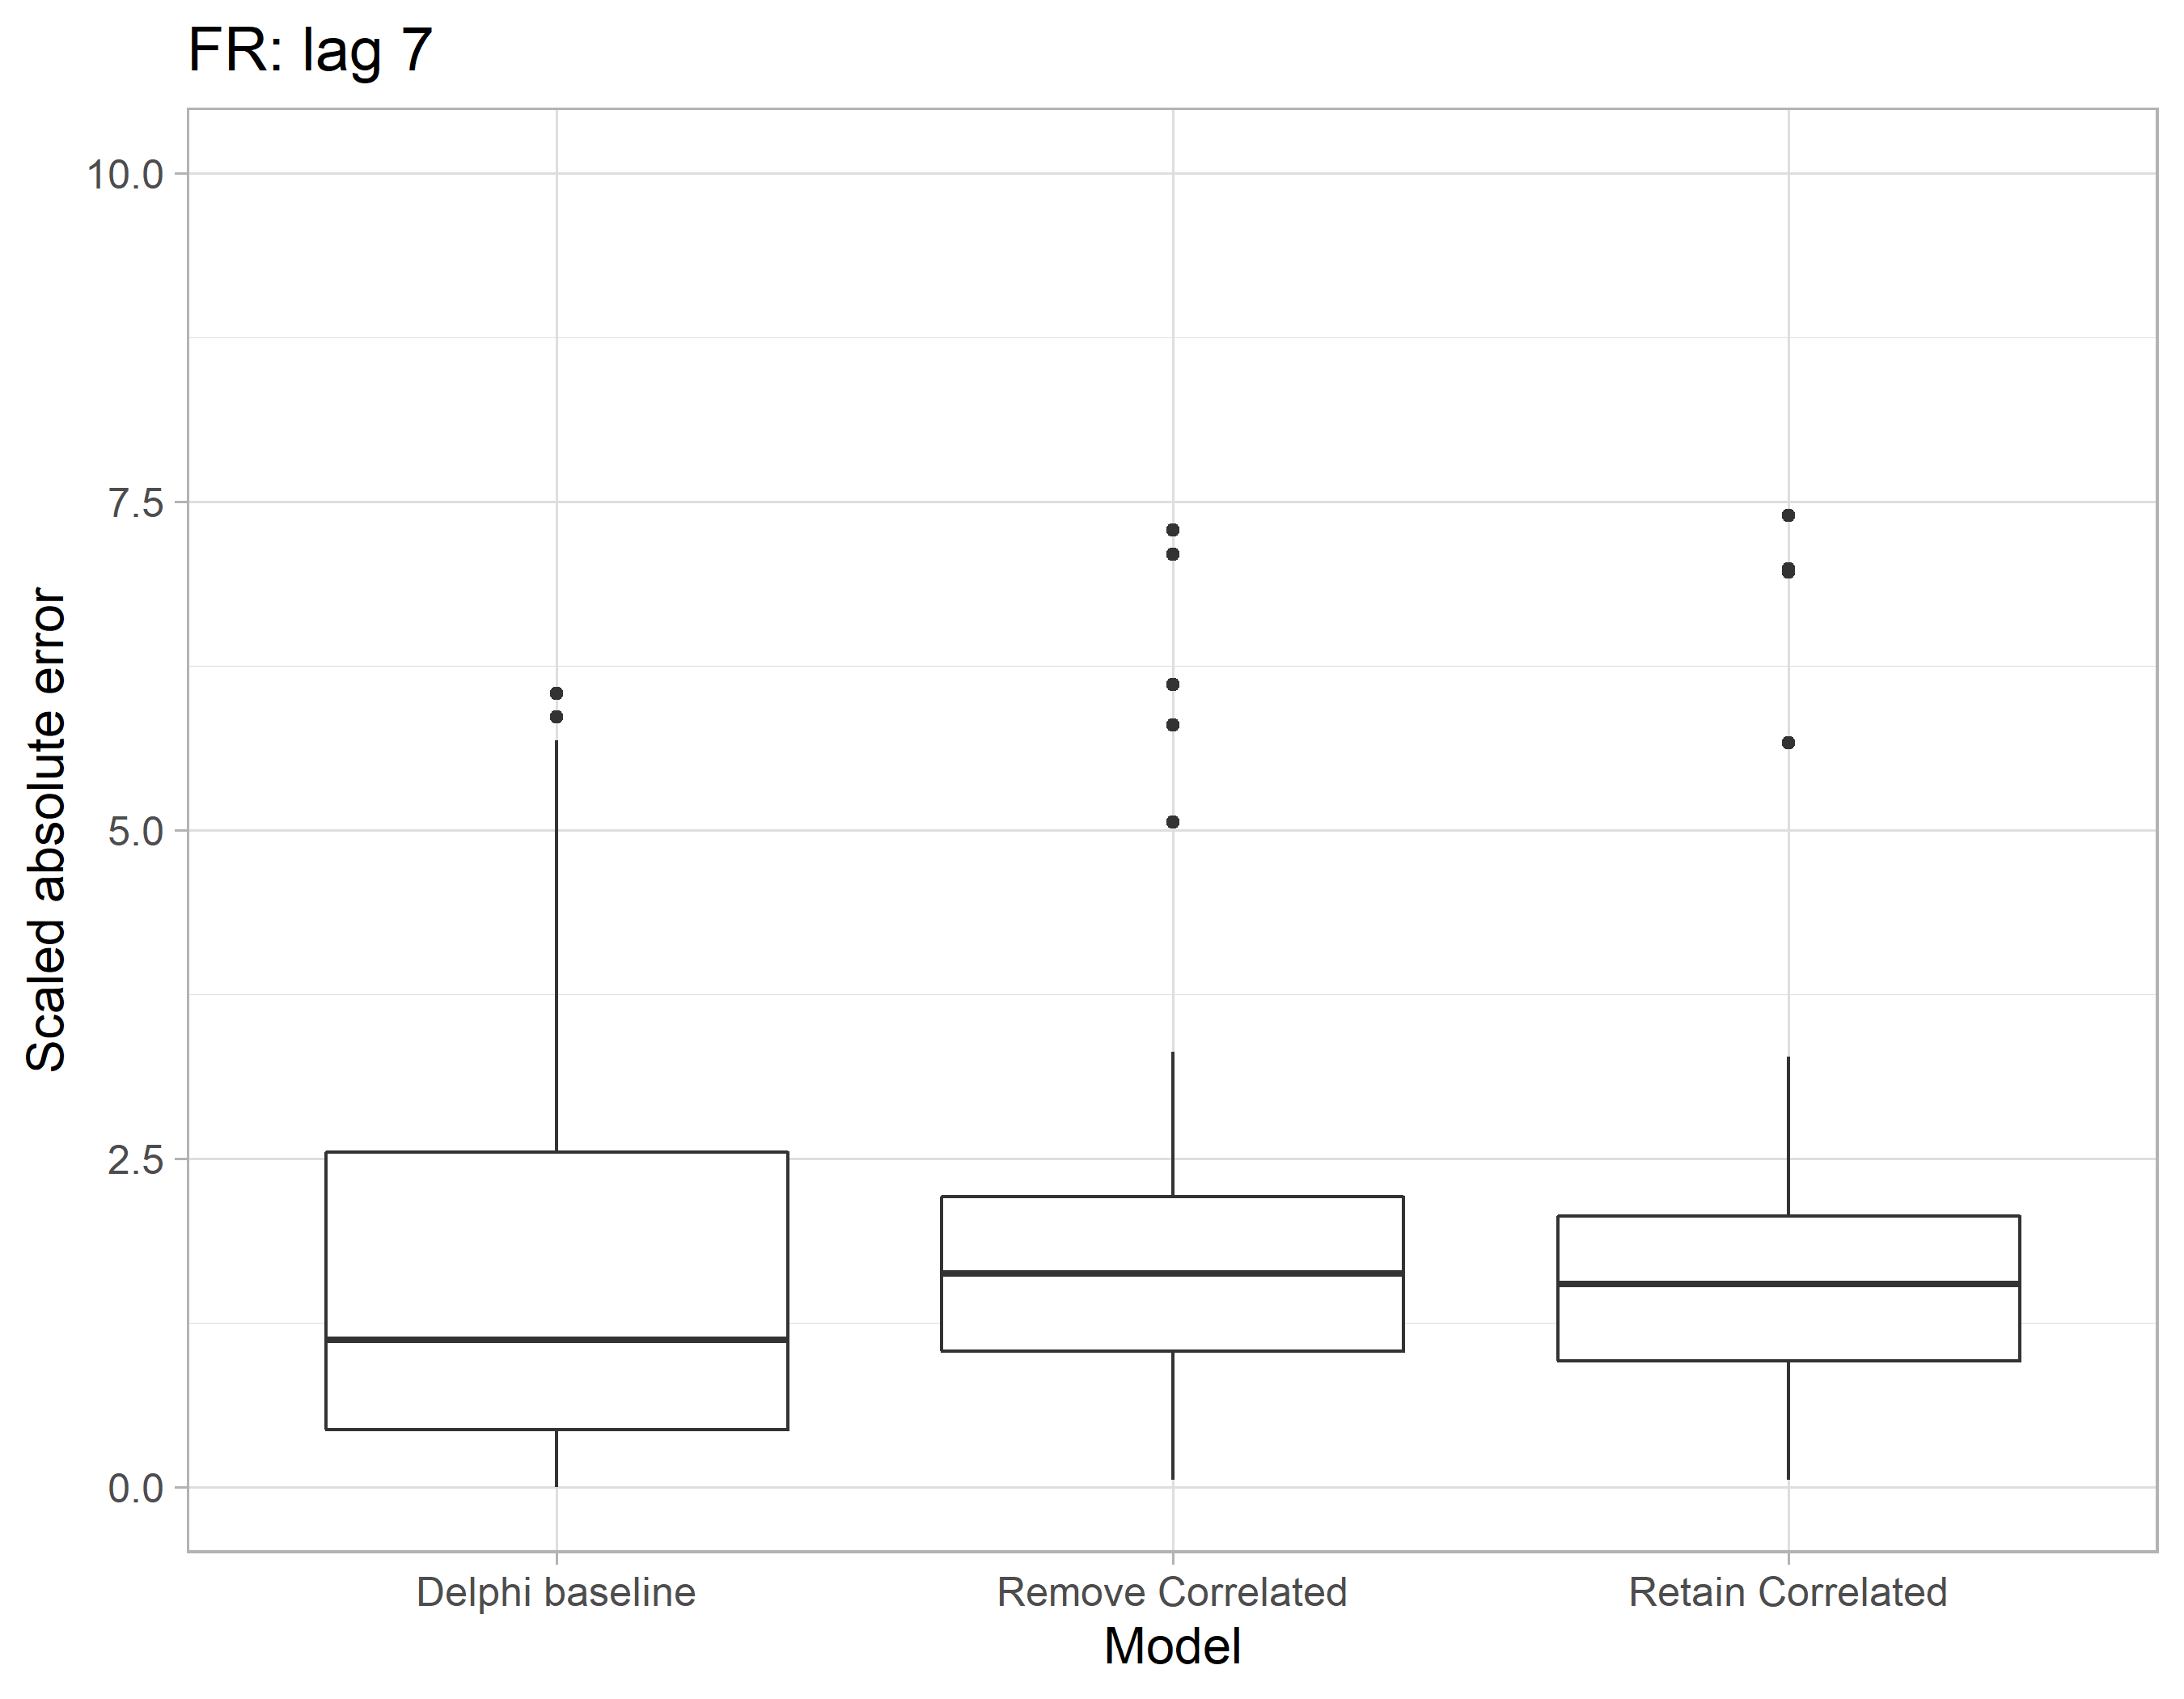 FR: lag 7
Scaled absolute error
10.0
7.5
5.0
2.5
0.0
Delphi baseline
Remove Correlated
Retain Correlated
Model